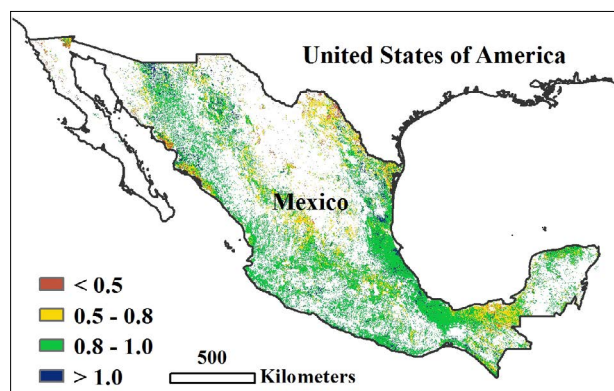 United States of America
Mexico
< 0.5
0.5 - 0.8
0.8 - 1.0
> 1.0
500
Kilometers